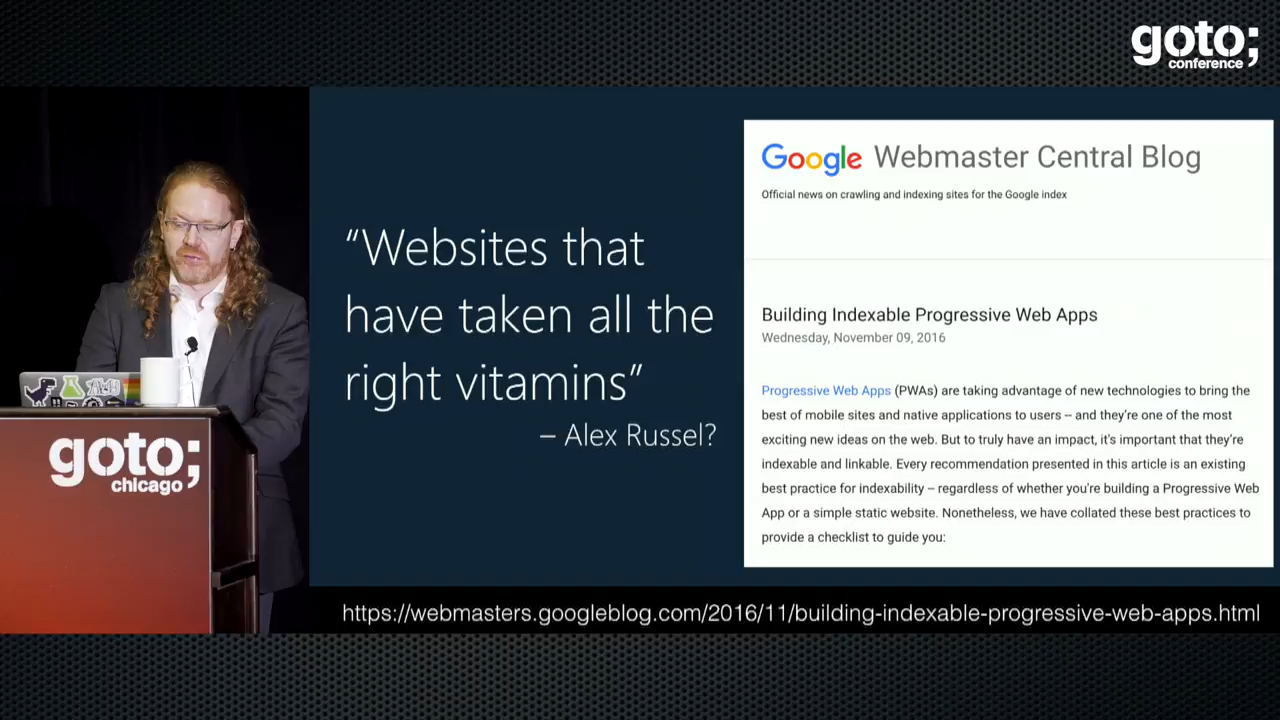 goto;
conference
“Websites that
have taken all the
right vitamins”
– Alex Russel?
Google Webmaster Central Blog
Official news on crawling and indexing sites for the Google index
Building Indexable Progressive Web Apps
Wednesday, November 09, 2016
Progressive Web Apps (PWAs) are taking advantage of new technologies to bring the
best of mobile sites and native applications to users -- and they're one of the most
exciting new ideas on the web. But to truly have an impact, it's important that they're
indexable and linkable. Every recommendation presented in this article is an existing
best practice for indexability -- regardless of whether you're building a Progressive Web
App or a simple static website. Nonetheless, we have collated these best practices to
provide a checklist to guide you:
https://webmasters.googleblog.com/2016/11/building-indexable-progressive-web-apps.html
goto;
chicago